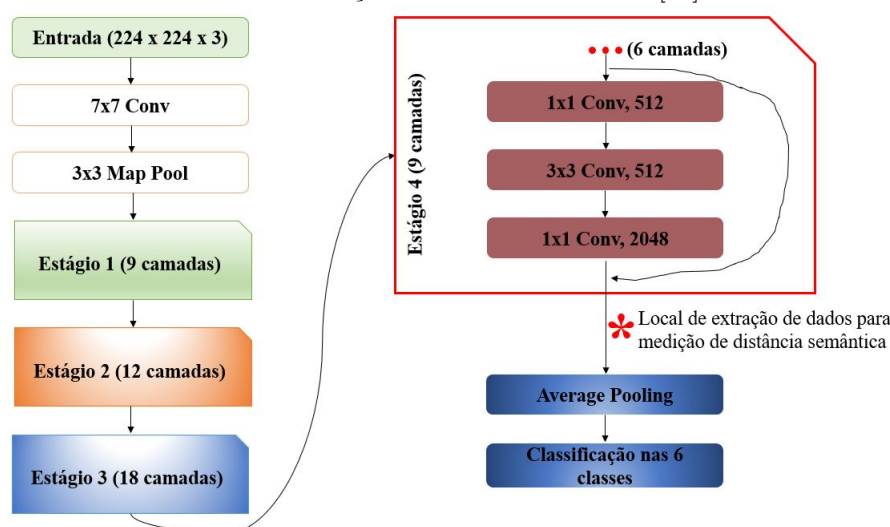 Entrada (224 x 224 x 3)
7x7 Conv
3x3 Map Pool
Estágio 1 (9 camadas)
Estágio 2 (12 camadas)
Estágio 3 (18 camadas)
Estágio 4 (9 camadas)
(6 camadas)
1x1 Conv, 512
3x3 Conv, 512
1x1 Conv, 2048
* Local de extração de dados para
medição de distância semântica
Average Pooling
Classificação nas 6
classes